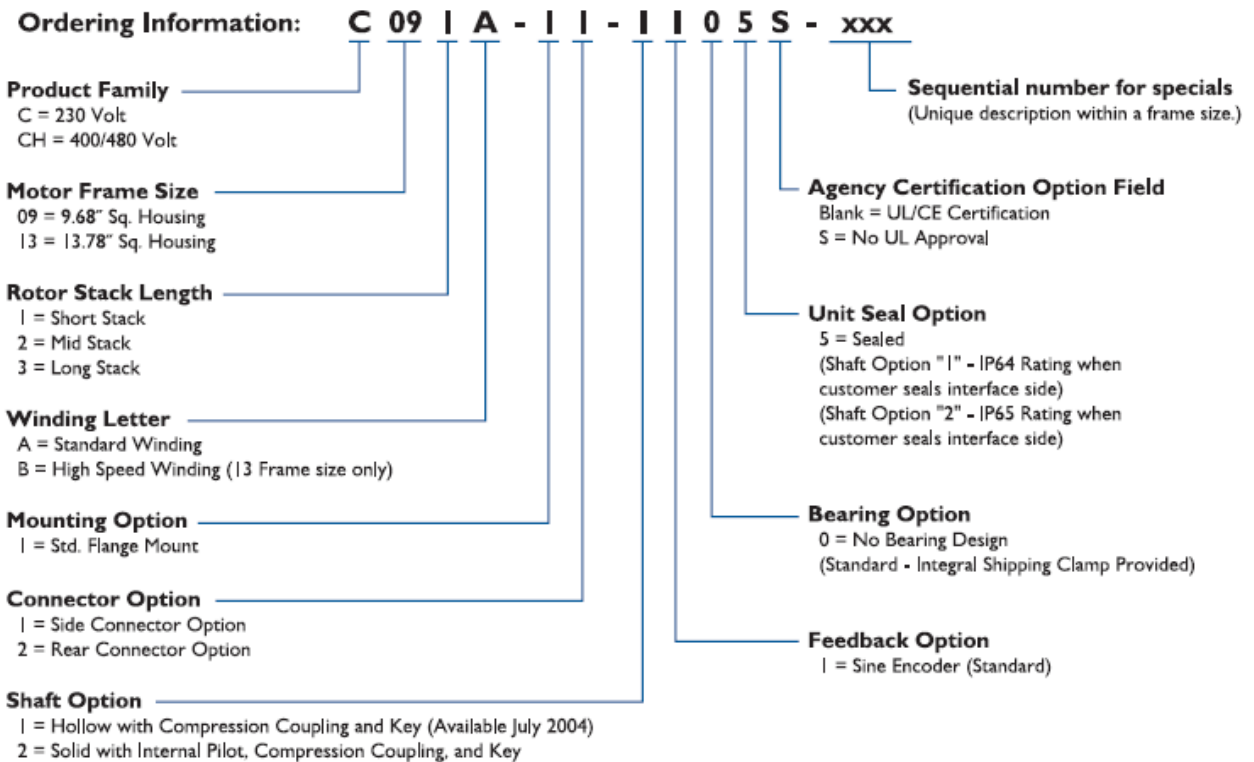 Ordering Information: C 09 1 A - 1 1 - 1 1 0 5 S - xxx
Product Family
C = 230 Volt
CH = 400/480 Volt
Motor Frame Size
09 = 9.68″ Sq. Housing
13 = 13.78″ Sq. Housing
Rotor Stack Length
1 = Short Stack
2 = Mid Stack
3 = Long Stack
Winding Letter
A = Standard Winding
B = High Speed Winding (13 Frame size only)
Mounting Option
1 = Std. Flange Mount
Connector Option
1 = Side Connector Option
2 = Rear Connector Option
Shaft Option
1 = Hollow with Compression Coupling and Key (Available July 2004)
2 = Solid with Internal Pilot, Compression Coupling, and Key
Sequential number for specials
(Unique description within a frame size.)
Agency Certification Option Field
Blank = UL/CE Certification
S = No UL Approval
Unit Seal Option
5 = Sealed
(Shaft Option "1" - IP64 Rating when
customer seals interface side)
(Shaft Option "2" - IP65 Rating when
customer seals interface side)
Bearing Option
0 = No Bearing Design
(Standard - Integral Shipping Clamp Provided)
Feedback Option
1 = Sine Encoder (Standard)